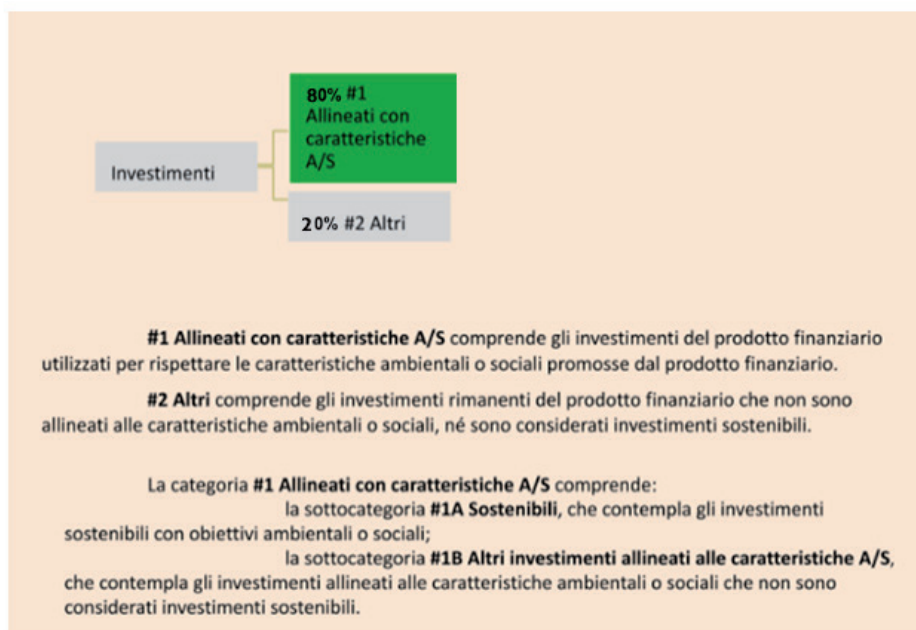 80% #1
Allineati con
caratteristiche
A/S
Investimenti
20% #2 Altri
#1 Allineati con caratteristiche A/S comprende gli investimenti del prodotto finanziario
utilizzati per rispettare le caratteristiche ambientali o sociali promosse dal prodotto finanziario.
#2 Altri comprende gli investimenti rimanenti del prodotto finanziario che non sono
allineati alle caratteristiche ambientali o sociali, né sono considerati investimenti sostenibili.
La categoria #1 Allineati con caratteristiche A/S comprende:
la sottocategoria #1A Sostenibili, che contempla gli investimenti
sostenibili con obiettivi ambientali o sociali;
la sottocategoria #1B Altri investimenti allineati alle caratteristiche A/S,
che contempla gli investimenti allineati alle caratteristiche ambientali o sociali che non sono
considerati investimenti sostenibili.